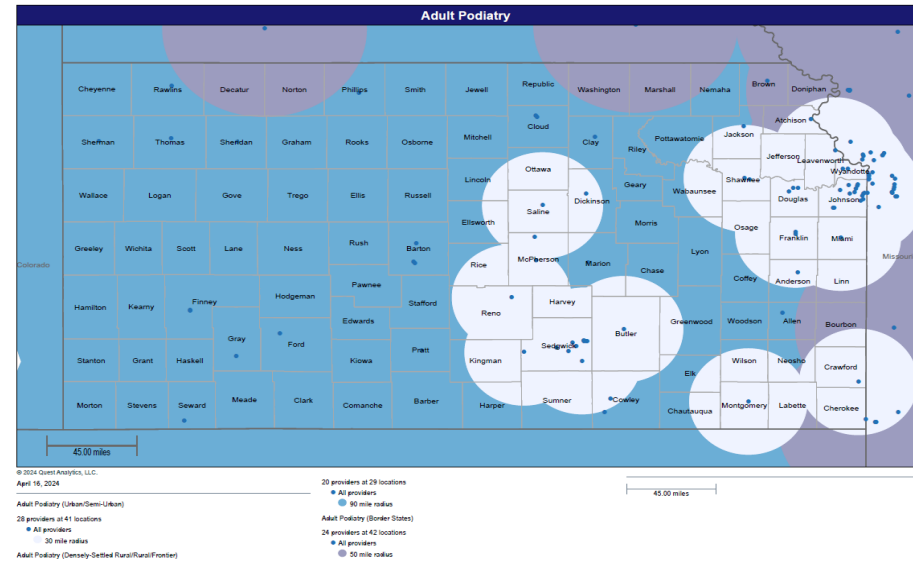 Adult Podiatry
Cheyenne Rawlins Decatur Norton Phillips Smith Jewell Republic Washington Marshall Nemaha Brown Doniphan
Atchison
Sherman Thomas Sheridan Graham Rooks Osborne Mitchell Cloud Clay Riley Pottawatomie Jackson
Jefferson Leavenworth
Wyandotte
Ottawa
Wallace Logan Gove Trego Ellis Russell Lincoln Geary Wabaunsee Shawnee
Saline Dickinson Douglas Johnson
Ellsworth Morris Osage
Greeley Wichita Scott Lane Ness Rush Barton Lyon Franklin Miami
Colorado Rice McPherson Marion Chase Missouri
Pawnee Coffey Anderson Linn
Hamilton Kearny Finney Hodgeman Stafford Reno Harvey
Edwards Butler Greenwood Woodson Allen Bourbon
Gray Ford
Stanton Grant Haskell Kiowa Pratt Kingman Sedgwick Wilson Neosho Crawford
Elk
Morton Stevens Seward Meade Clark Comanche Barber Harper Sumner Cowley Chautauqua Montgomery Labette Cherokee
45.00 miles
© 2024 Quest Analytics, LLC.
April 16, 2024
Adult Podiatry (Urban/Semi-Urban)
28 providers at 41 locations
All providers
30 mile radius
Adult Podiatry (Densely-Settled Rural/Rural/Frontier)
20 providers at 29 locations
All providers
90 mile radius
Adult Podiatry (Border States)
24 providers at 42 locations
All providers
50 mile radius
45.00 miles